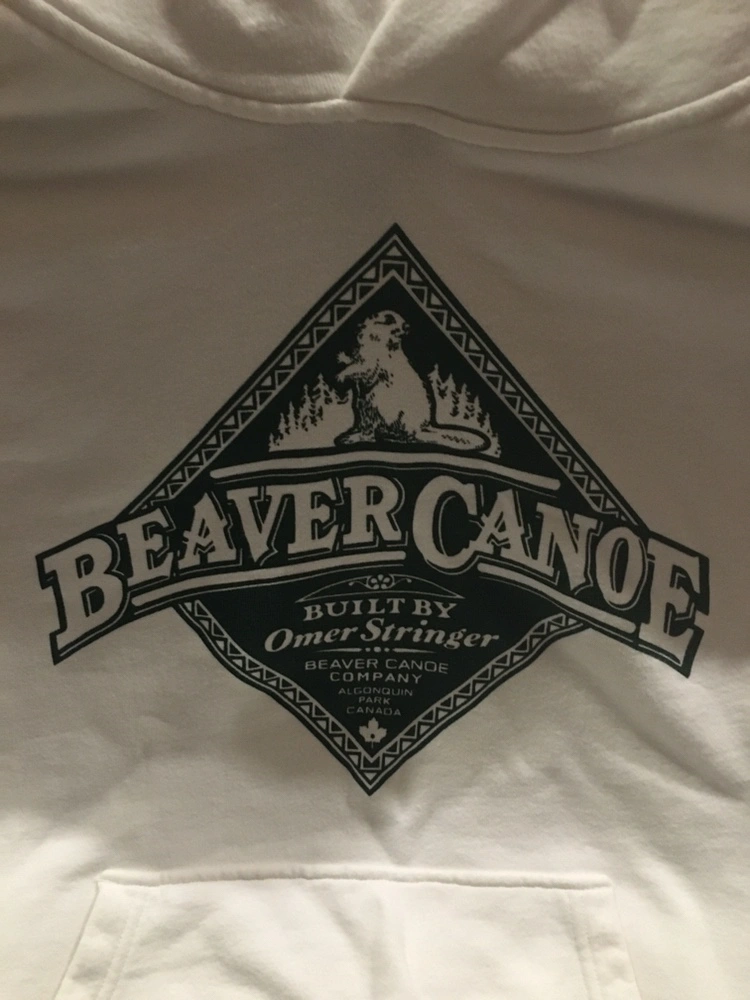 BEAVER CANOE
BUILT BY
Omer Stringer
BEAVER CANOE
COMPANY
ALGONQUIN
PARK
CANADA